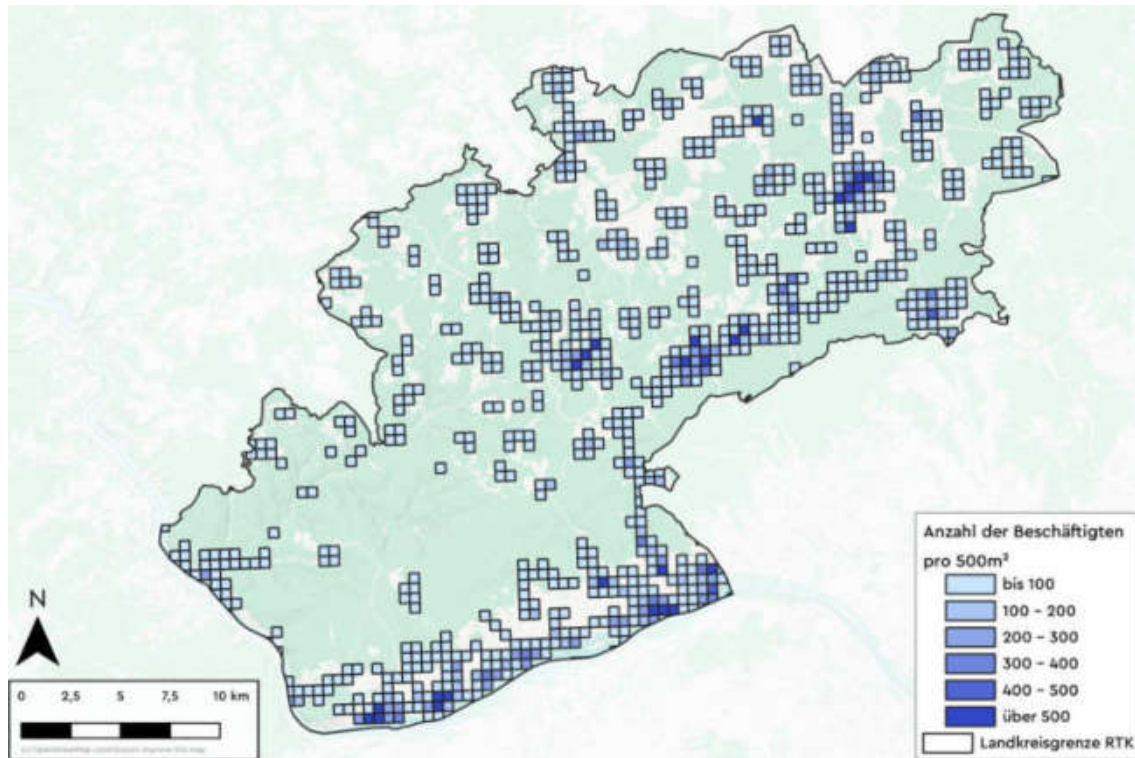 Anzahl der Beschäftigten
pro 500m²
bis 100
100 - 200
200 - 300
300 - 400
400 - 500
über 500
Landkreisgrenze RTK
N
0 2,5 5 7,5 10 km